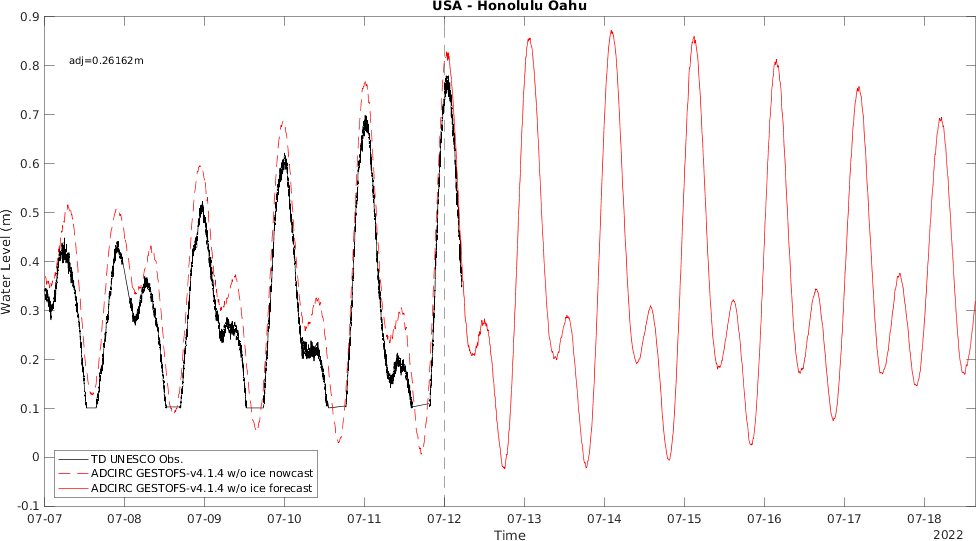 USA - Honolulu Oahu
adj=0.26162m
0.9
0.8
0.7
0.6
0.5
0.4
0.3
0.2
0.1
0
-0.1
Water Level (m)
TD UNESCO Obs.
ADCIRC GESTOFS-v4.1.4 w/o ice nowcast
ADCIRC GESTOFS-v4.1.4 w/o ice forecast
07-07 07-08 07-09 07-10 07-11 07-12 07-13 07-14 07-15 07-16 07-17 07-18
Time
2022